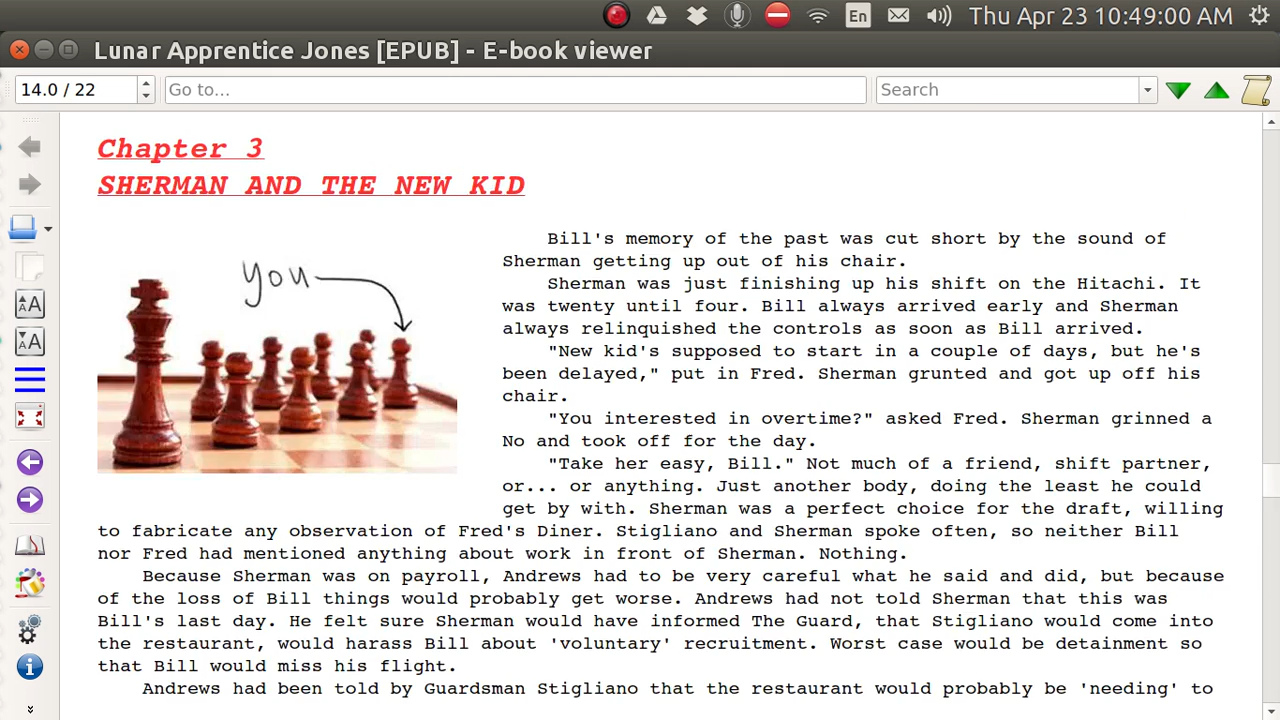 En
Thu Apr 23 10:49:00 AM
Lunar Apprentice Jones [EPUB] - E-book viewer
14.0 / 22
Go to...
Search
Chapter 3
SHERMAN AND THE NEW KID
you
Bill's memory of the past was cut short by the sound of
Sherman getting up out of his chair.
Sherman was just finishing up his shift on the Hitachi. It
was twenty until four. Bill always arrived early and Sherman
always relinquished the controls as soon as Bill arrived.
"New kid's supposed to start in a couple of days, but he's
been delayed," put in Fred. Sherman grunted and got up off his
chair.
"You interested in overtime?" asked Fred. Sherman grinned a
No and took off for the day.
"Take her easy, Bill." Not much of a friend, shift partner,
or... or anything. Just another body, doing the least he could
get by with. Sherman was a perfect choice for the draft, willing
to fabricate any observation of Fred's Diner. Stigliano and Sherman spoke often, so neither Bill
nor Fred had mentioned anything about work in front of Sherman. Nothing.
Because Sherman was on payroll, Andrews had to be very careful what he said and did, but because
of the loss of Bill things would probably get worse. Andrews had not told Sherman that this was
Bill's last day. He felt sure Sherman would have informed The Guard, that Stigliano would come into
the restaurant, would harass Bill about 'voluntary' recruitment. Worst case would be detainment so
that Bill would miss his flight.
Andrews had been told by Guardsman Stigliano that the restaurant would probably be 'needing' to